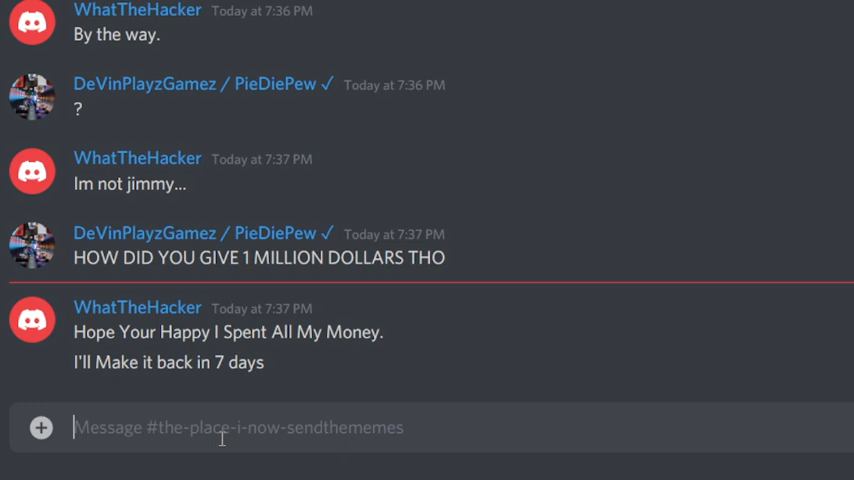 WhatTheHacker Today at 7:36 PM
By the way.
DeVinPlayzGamez / PieDiePew ✓ Today at 7:36 PM
?
WhatTheHacker Today at 7:37 PM
Im not jimmy...
DeVinPlayzGamez / PieDiePew ✓ Today at 7:37 PM
HOW DID YOU GIVE 1 MILLION DOLLARS THO
WhatTheHacker Today at 7:37 PM
Hope Your Happy I Spent All My Money.
I'll Make it back in 7 days
Message #the-place-i-now-sendthememes